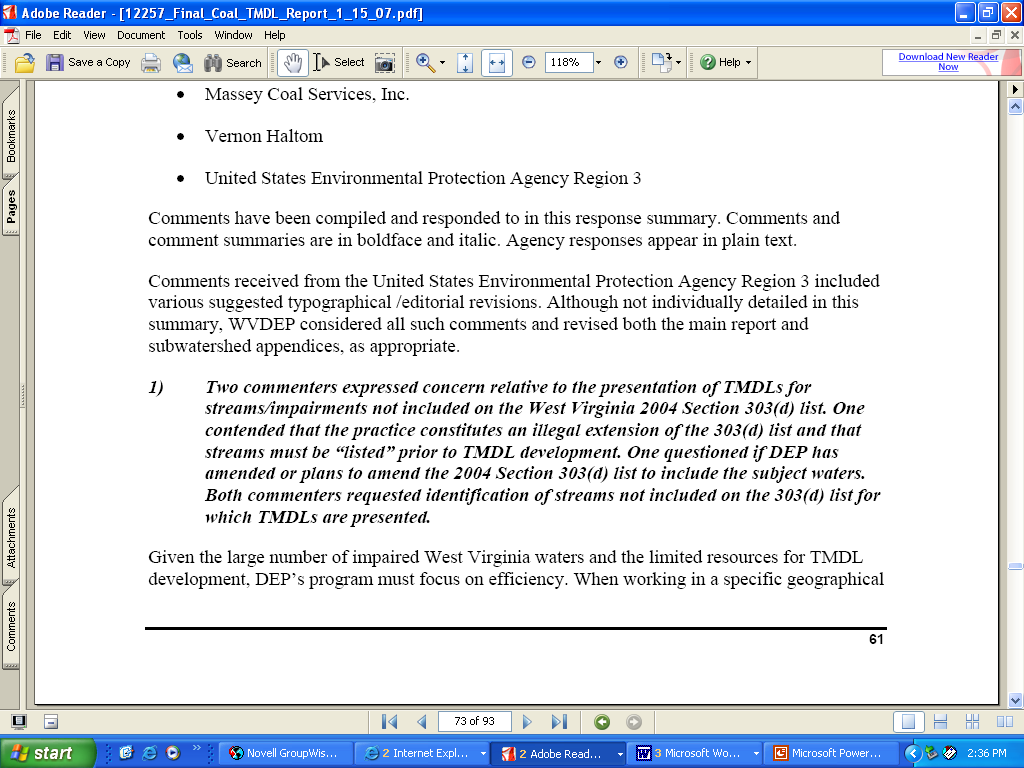 Adobe Reader - [12257_Final_Coal_TMDL_Report_1_15_07.pdf]
File Edit View Document Tools Window Help
Save a Copy Search Select 118% Help Download New Reader Now
Bookmarks
Pages
Attachments
Comments
• Massey Coal Services, Inc.
• Vernon Haltom
• United States Environmental Protection Agency Region 3
Comments have been compiled and responded to in this response summary. Comments and
comment summaries are in boldface and italic. Agency responses appear in plain text.
Comments received from the United States Environmental Protection Agency Region 3 included
various suggested typographical /editorial revisions. Although not individually detailed in this
summary, WVDEP considered all such comments and revised both the main report and
subwatershed appendices, as appropriate.
1) Two commenters expressed concern relative to the presentation of TMDLs for
streams/impairments not included on the West Virginia 2004 Section 303(d) list. One
contended that the practice constitutes an illegal extension of the 303(d) list and that
streams must be “listed” prior to TMDL development. One questioned if DEP has
amended or plans to amend the 2004 Section 303(d) list to include the subject waters.
Both commenters requested identification of streams not included on the 303(d) list for
which TMDLs are presented.
Given the large number of impaired West Virginia waters and the limited resources for TMDL
development, DEP’s program must focus on efficiency. When working in a specific geographical
61
73 of 93
start Novell GroupWis... 2 Internet Expl... 2 Adobe Read... 3 Microsoft Wo... Microsoft Power... 2:36 PM